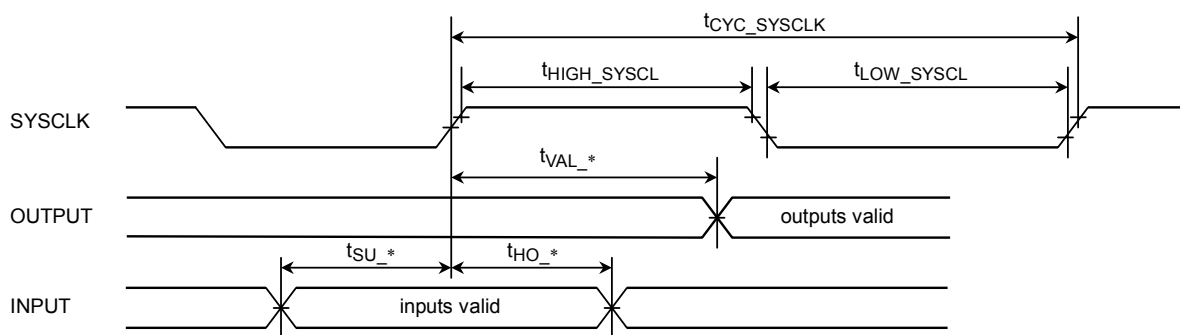 tCYC_SYSCLK
tHIGH_SYSCL
tLOW_SYSCL
SYSCLK
tVAL_*
OUTPUT
outputs valid
tSU_*
tHO_*
INPUT
inputs valid